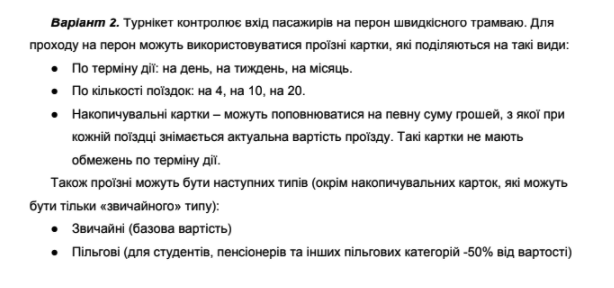 Варіант 2. Турнікет контролює вхід пасажирів на перон швидкісного трамваю. Для
проходу на перон можуть використовуватися проїзні картки, які поділяються на такі види:
● По терміну дії: на день, на тиждень, на місяць.
● По кількості поїздок: на 4, на 10, на 20.
● Накопичувальні картки – можуть поповнюватися на певну суму грошей, з якої при
кожній поїздці знімається актуальна вартість проїзду. Такі картки не мають
обмежень по терміну дії.
Також проїзні можуть бути наступних типів (окрім накопичувальних карток, які можуть
бути тільки «звичайного» типу):
● Звичайні (базова вартість)
● Пільгові (для студентів, пенсіонерів та інших пільгових категорій -50% від вартості)